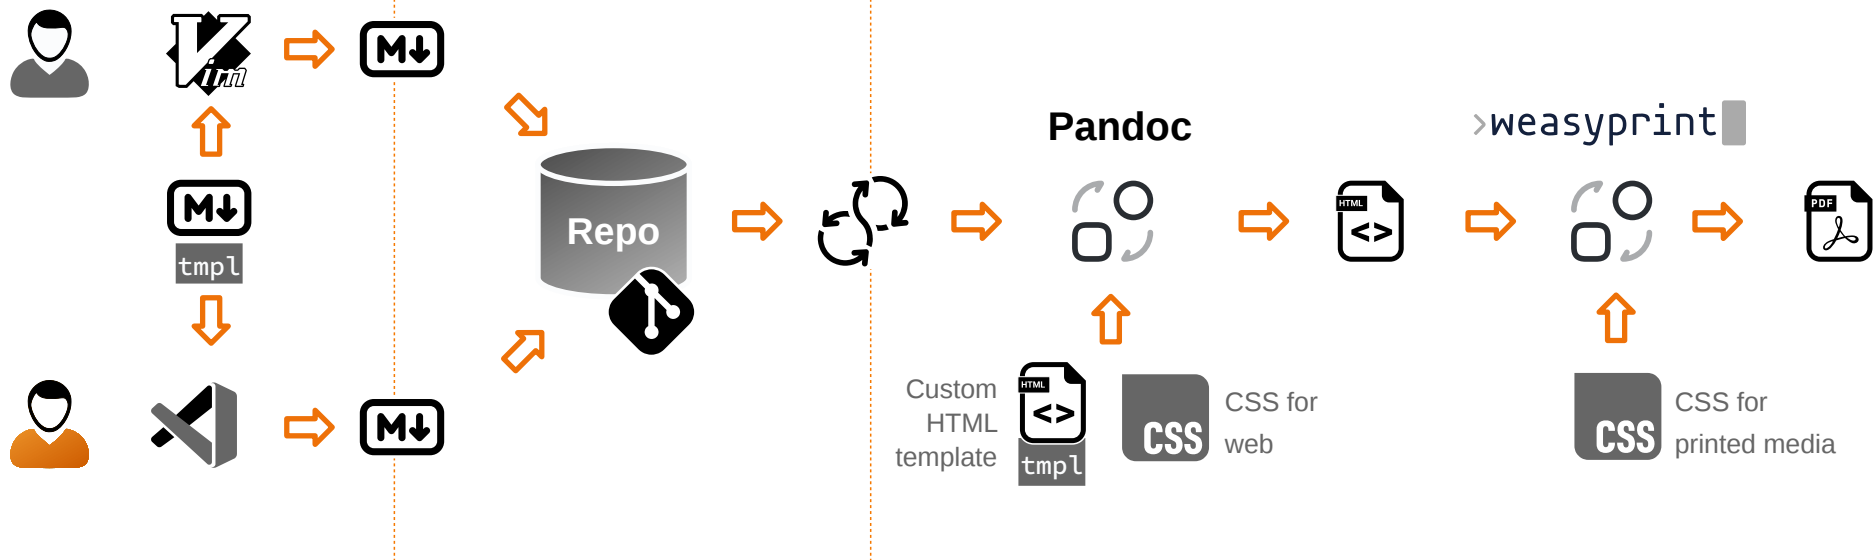 Vim
M
M
tmpl
M
Repo
Pandoc
HTML
<>
>weasyprint
PDF
Custom
HTML
template
HTML
<>
tmpl
CSS
CSS for
web
CSS
CSS for
printed media